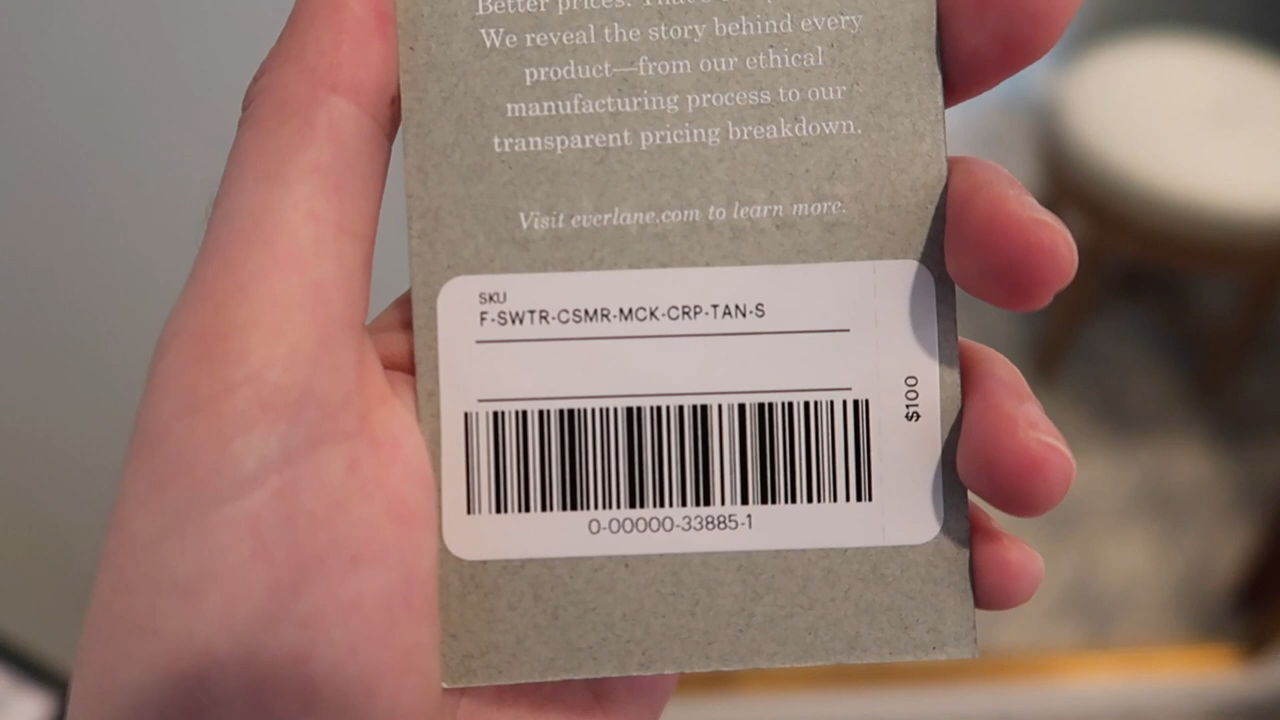 Better prices.
We reveal the story behind every
product—from our ethical
manufacturing process to our
transparent pricing breakdown.
Visit everlane.com to learn more.
SKU
F-SWTR-CSMR-MCK-CRP-TAN-S
$100
0-00000-33885-1